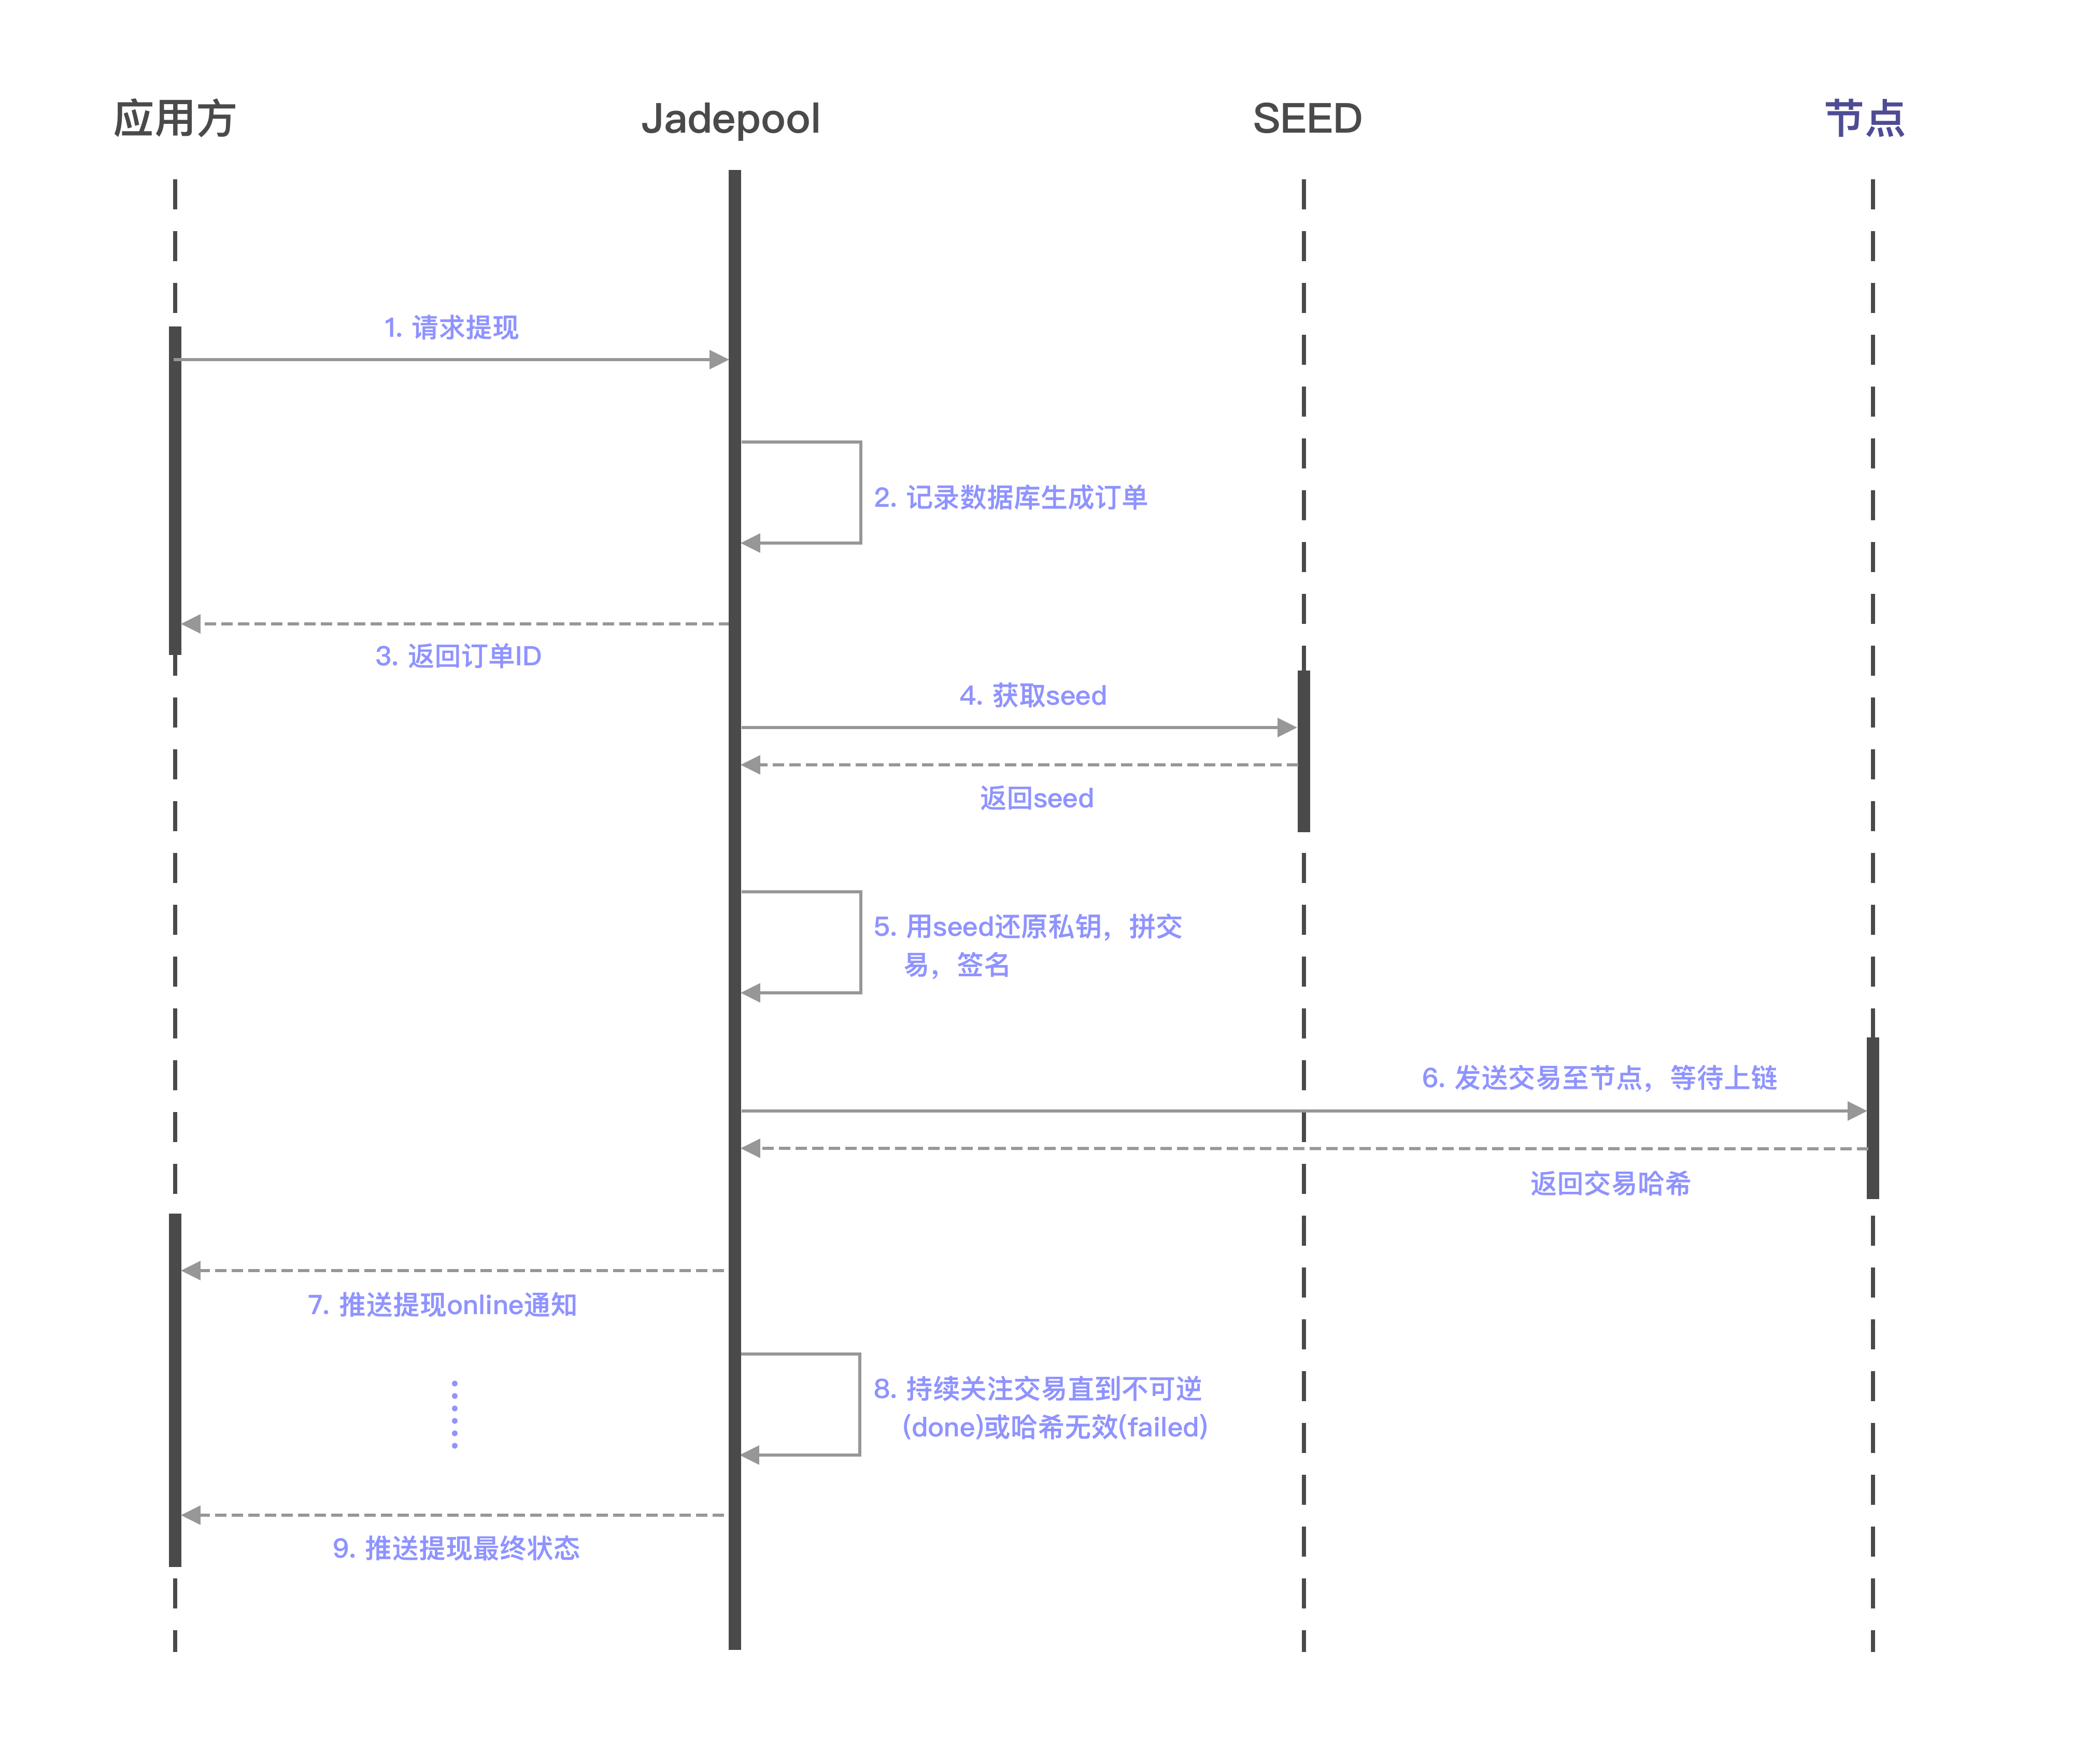 应用方
Jadepool
SEED
节点
1. 请求提现
2. 记录数据库生成订单
3. 返回订单ID
4. 获取seed
返回seed
5. 用seed还原私钥，拼交
易，签名
6. 发送交易至节点，等待上链
返回交易哈希
7. 推送提现online通知
8. 持续关注交易直到不可逆
(done)或哈希无效(failed)
9. 推送提现最终状态